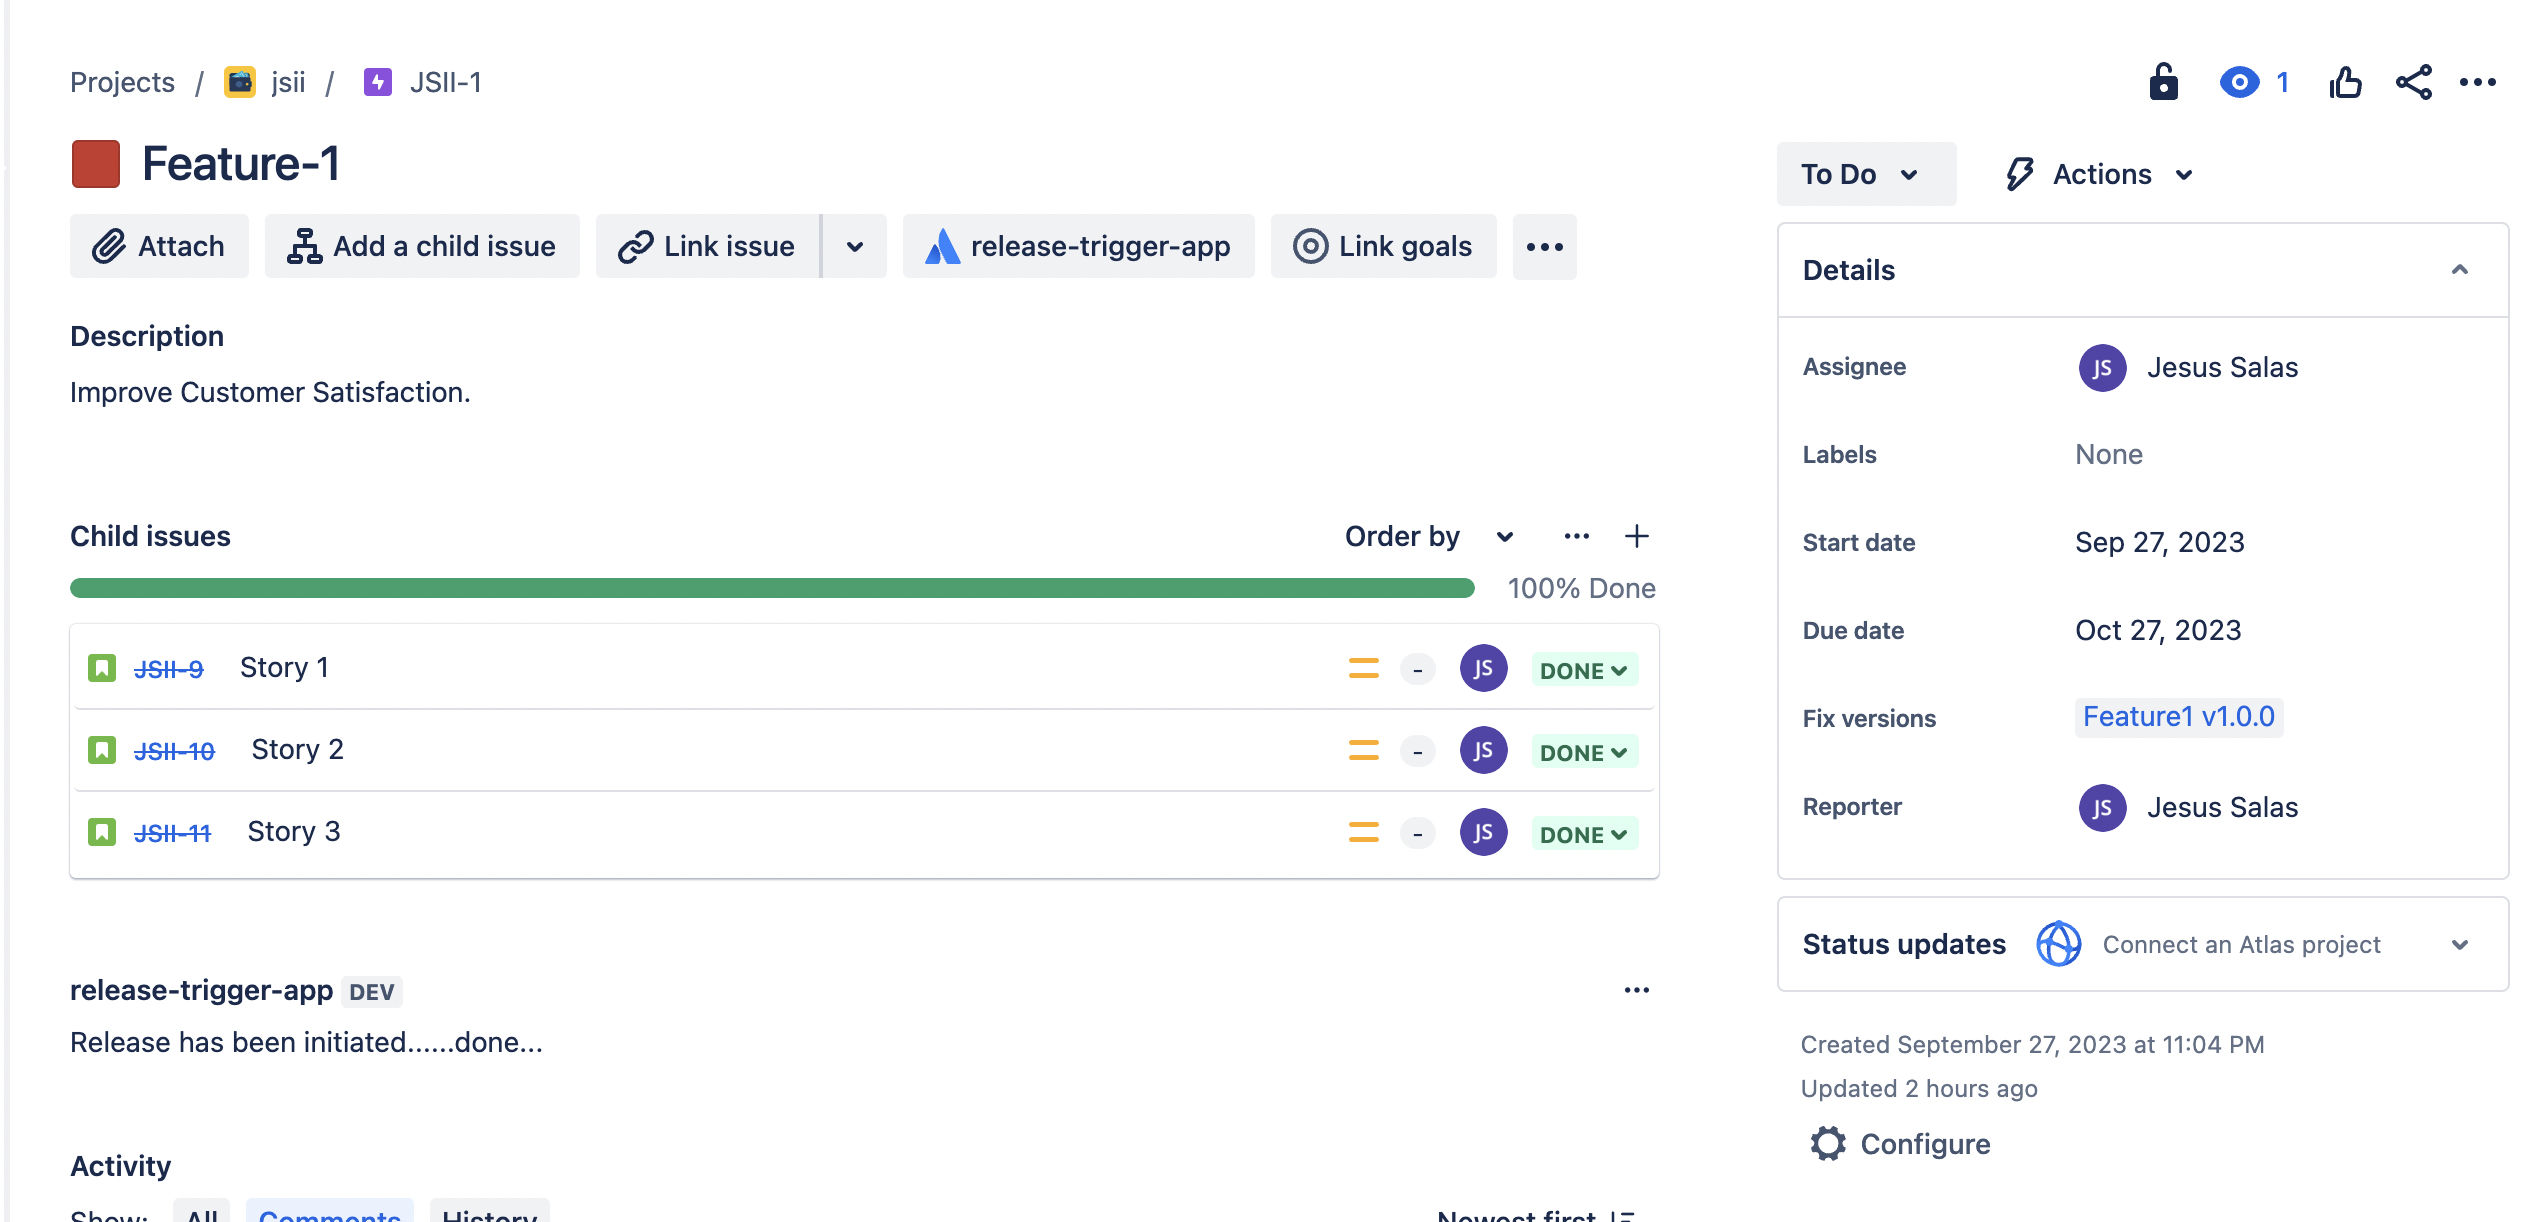 Projects / jsii / JSII-1
1
Feature-1
To Do
Actions
Attach
Add a child issue
Link issue
release-trigger-app
Link goals
Description
Improve Customer Satisfaction.
Child issues
Order by
100% Done
JSII-9 Story 1 - JS DONE
JSII-10 Story 2 - JS DONE
JSII-11 Story 3 - JS DONE
release-trigger-app DEV
Release has been initiated......done...
Activity
Show: All Comments History
Newest first
Details
Assignee JS Jesus Salas
Labels None
Start date Sep 27, 2023
Due date Oct 27, 2023
Fix versions Feature1 v1.0.0
Reporter JS Jesus Salas
Status updates Connect an Atlas project
Created September 27, 2023 at 11:04 PM
Updated 2 hours ago
Configure